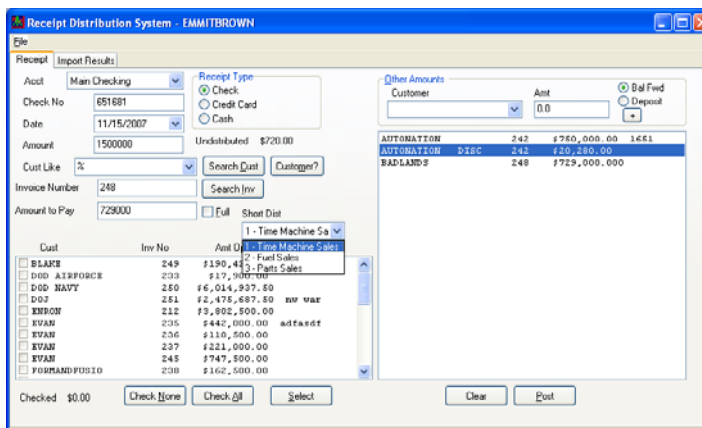 Receipt Distribution System - EMMITBROWN
File
Receipt Import Results
Acct Main Checking
Receipt Type
Check
Credit Card
Cash
Check No 651681
Date 11/15/2007
Amount 1500000
Undistributed $720.00
Cust Like % Search Cust Customer?
Invoice Number 248 Search Inv
Amount to Pay 729000 Full Short Dist
1 - Time Machine Sa
1 - Time Machine Sales
2 - Fuel Sales
3 - Parts Sales
Cust Inv No Amt O
BLAKE 249
DOD AIRFORCE 233
DOD NAVY 250 $6,014,937.50
DOJ 251 $2,475,687.50 nv war
ENRON 212 $3,802,500.00
EVAN 235 $442,000.00 adfasdf
EVAN 236 $110,500.00
EVAN 237 $221,000.00
EVAN 245 $747,500.00
FORMANDFUSIO 238 $162,500.00
Checked $0.00 Check None Check All Select
Other Amounts
Customer Amt
0.0
Bal Fwd
Deposit
+
AUTONATION 242 $750,000.00 1661
AUTONATION DISC 242 $20,280.00
BADLANDS 248 $729,000.000
Clear Post